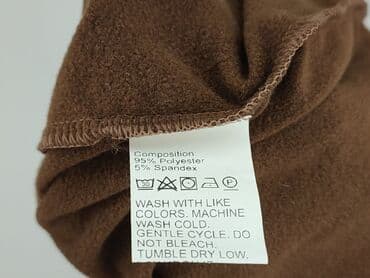 Composition:
95% Polyester
5% Spandex
WASH WITH LIKE
COLORS. MACHINE
WASH COLD.
GENTLE CYCLE. DO
NOT BLEACH.
TUMBLE DRY LOW.